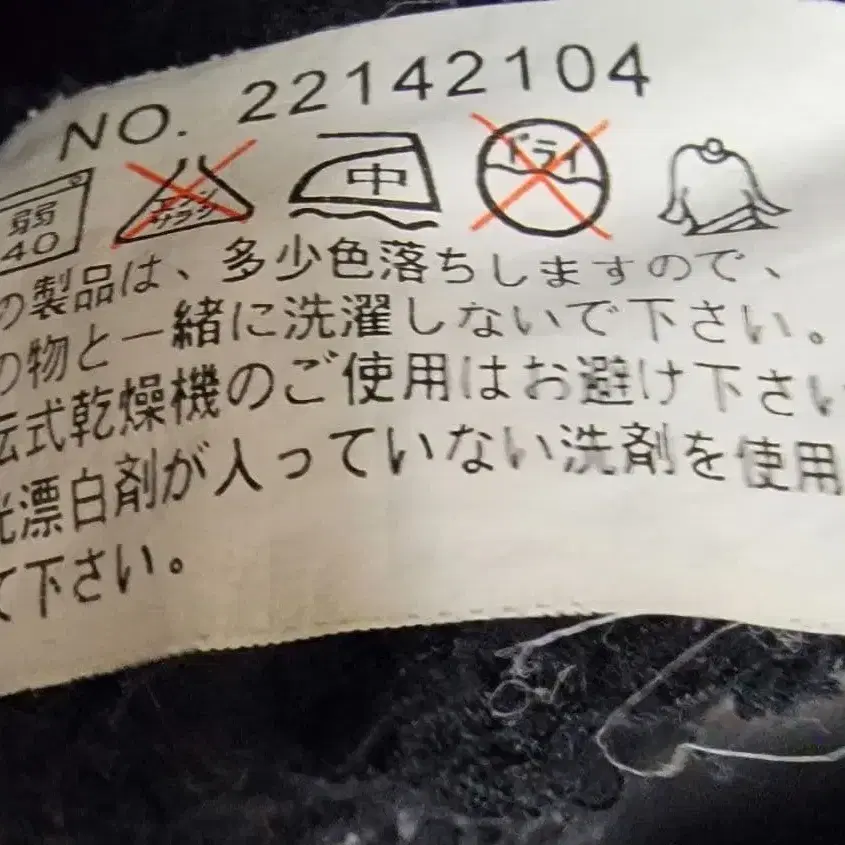 NO. 22142104
弱 40 エンソサラシ 中 ドライ
の製品は、多少色落ちしますので、
の物と一緒に洗濯しないで下さい。
転式乾燥機のご使用はお避け下さい
光漂白剤が入っていない洗剤を使用
て下さい。